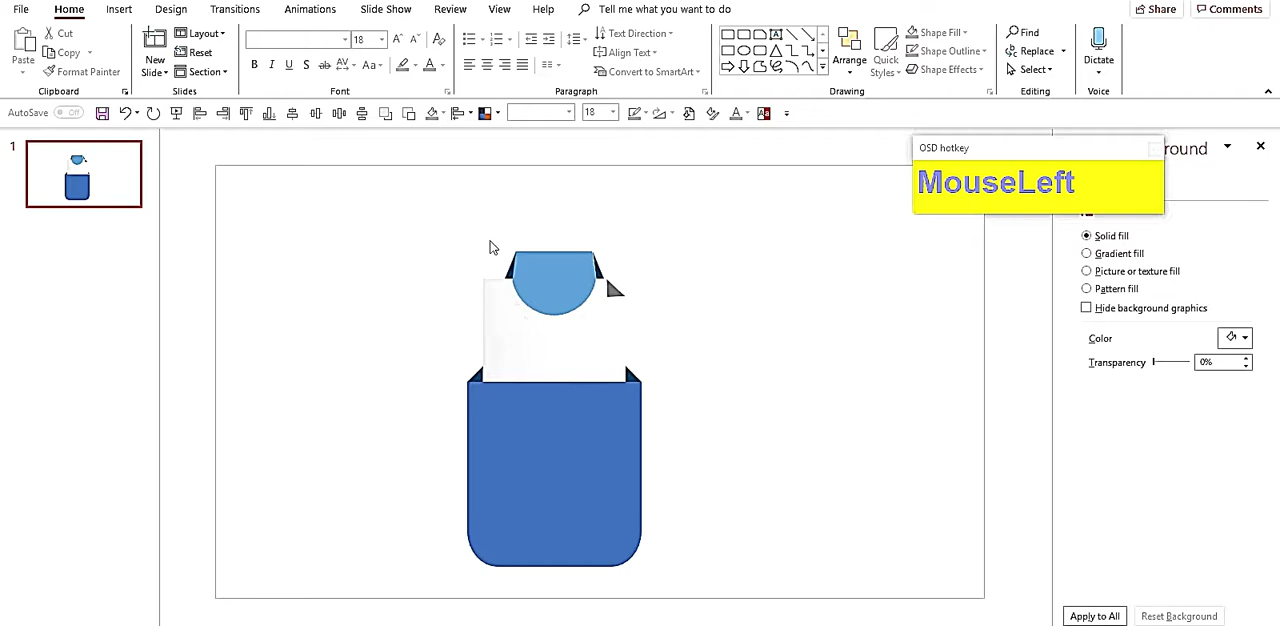 File Home Insert Design Transitions Animations Slide Show Review View Help Tell me what you want to do Share Comments
Paste Cut Copy Format Painter
New Slide Layout Reset Section
18 A A A
B I U S ab AV Aa A
Text Direction Align Text Convert to SmartArt
Arrange Quick Styles Shape Fill Shape Outline Shape Effects
Find Replace Select
Dictate
Clipboard Slides Font Paragraph Drawing Editing Voice
AutoSave Off 18 A
1
OSD hotkey
MouseLeft
round
Solid fill
Gradient fill
Picture or texture fill
Pattern fill
Hide background graphics
Color
Transparency 0%
Apply to All Reset Background